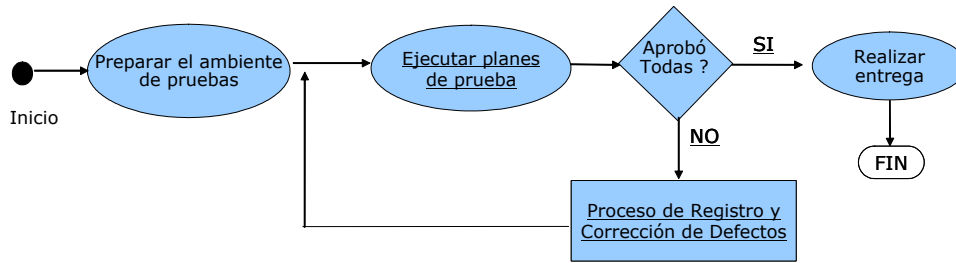 Inicio
Preparar el ambiente
de pruebas
Ejecutar planes
de prueba
Aprobó
Todas ?
SI
Realizar
entrega
NO
FIN
Proceso de Registro y
Corrección de Defectos